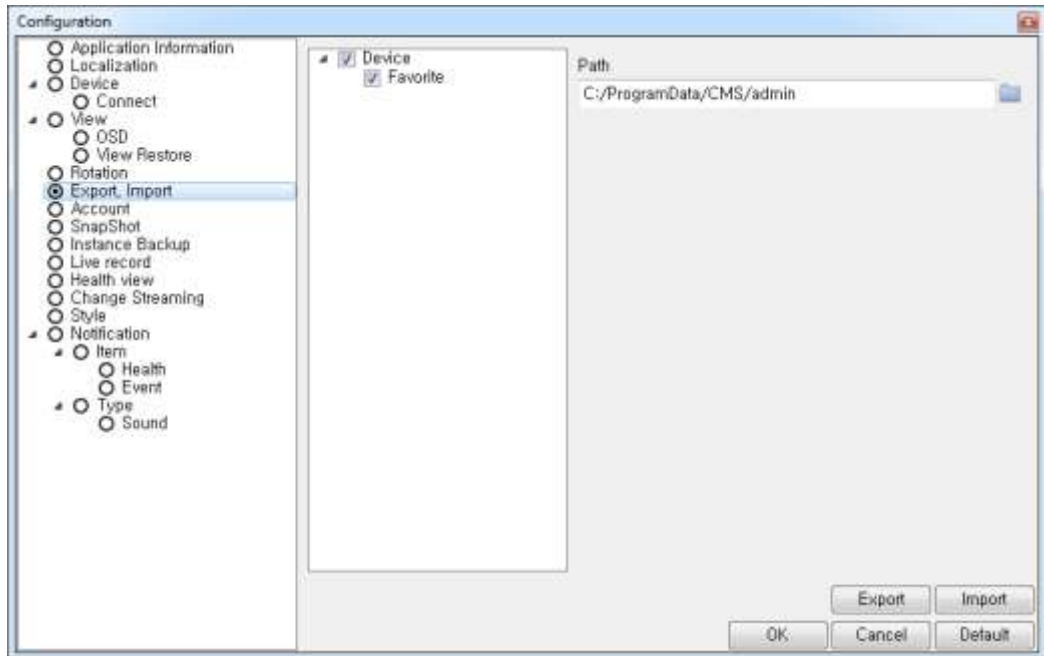 Configuration
Application Information
Localization
Device
Connect
View
OSD
View Restore
Rotation
Export, Import
Account
SnapShot
Instance Backup
Live record
Health view
Change Streaming
Style
Notification
Item
Health
Event
Type
Sound
Device
Favorite
Path
C:/ProgramData/CMS/admin
Export Import
OK Cancel Default